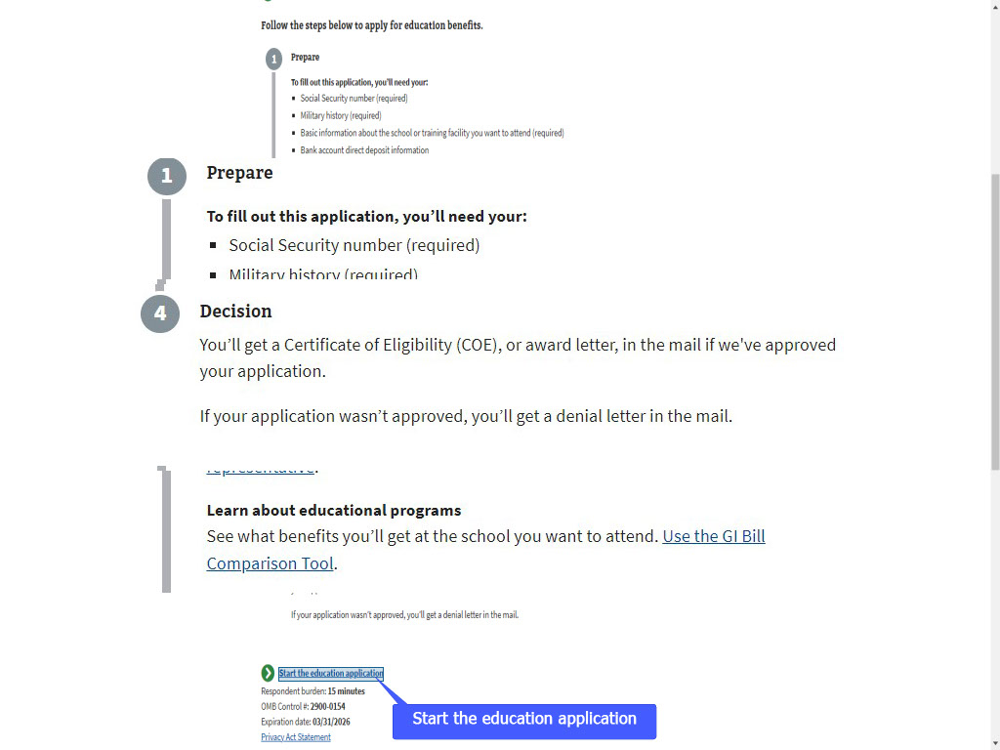 Follow the steps below to apply for education benefits.
1 Prepare
To fill out this application, you'll need your:
Social Security number (required)
Military history (required)
Basic information about the school or training facility you want to attend (required)
Bank account direct deposit information
1 Prepare
To fill out this application, you’ll need your:
Social Security number (required)
Military history (required)
4 Decision
You’ll get a Certificate of Eligibility (COE), or award letter, in the mail if we've approved
your application.
If your application wasn’t approved, you’ll get a denial letter in the mail.
representative.
Learn about educational programs
See what benefits you’ll get at the school you want to attend. Use the GI Bill
Comparison Tool.
If your application wasn’t approved, you’ll get a denial letter in the mail.
Start the education application
Respondent burden: 15 minutes
OMB Control #: 2900-0154
Start the education application
Expiration date: 03/31/2026
Privacy Act Statement